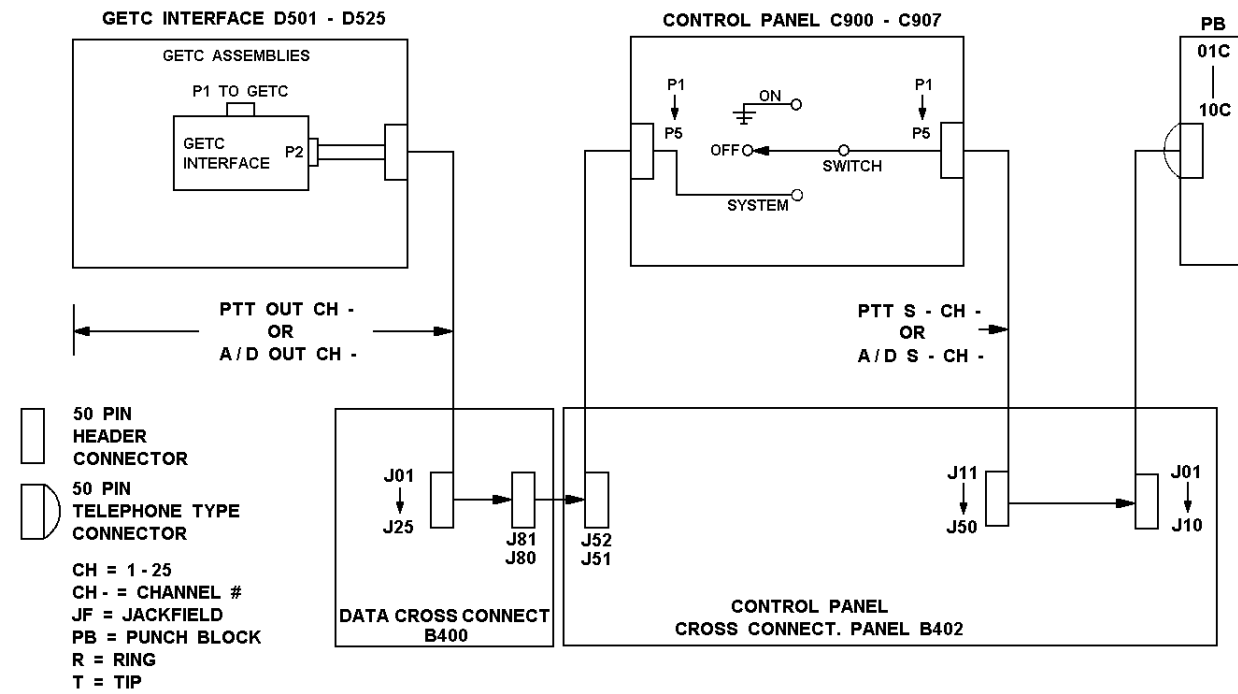 GETC INTERFACE D501 - D525
CONTROL PANEL C900 - C907
PB
GETC ASSEMBLIES
P1 TO GETC
GETC
INTERFACE
P2
P1
P5
ON
OFF
SWITCH
SYSTEM
P1
P5
01C
10C
PTT OUT CH -
OR
A/D OUT CH -
PTT S - CH -
OR
A/D S - CH -
50 PIN
HEADER
CONNECTOR
50 PIN
TELEPHONE TYPE
CONNECTOR
CH = 1 - 25
CH - = CHANNEL #
JF = JACKFIELD
PB = PUNCH BLOCK
R = RING
T = TIP
J01
J25
J81
J80
DATA CROSS CONNECT
B400
J52
J51
J11
J50
J01
J10
CONTROL PANEL
CROSS CONNECT. PANEL B402